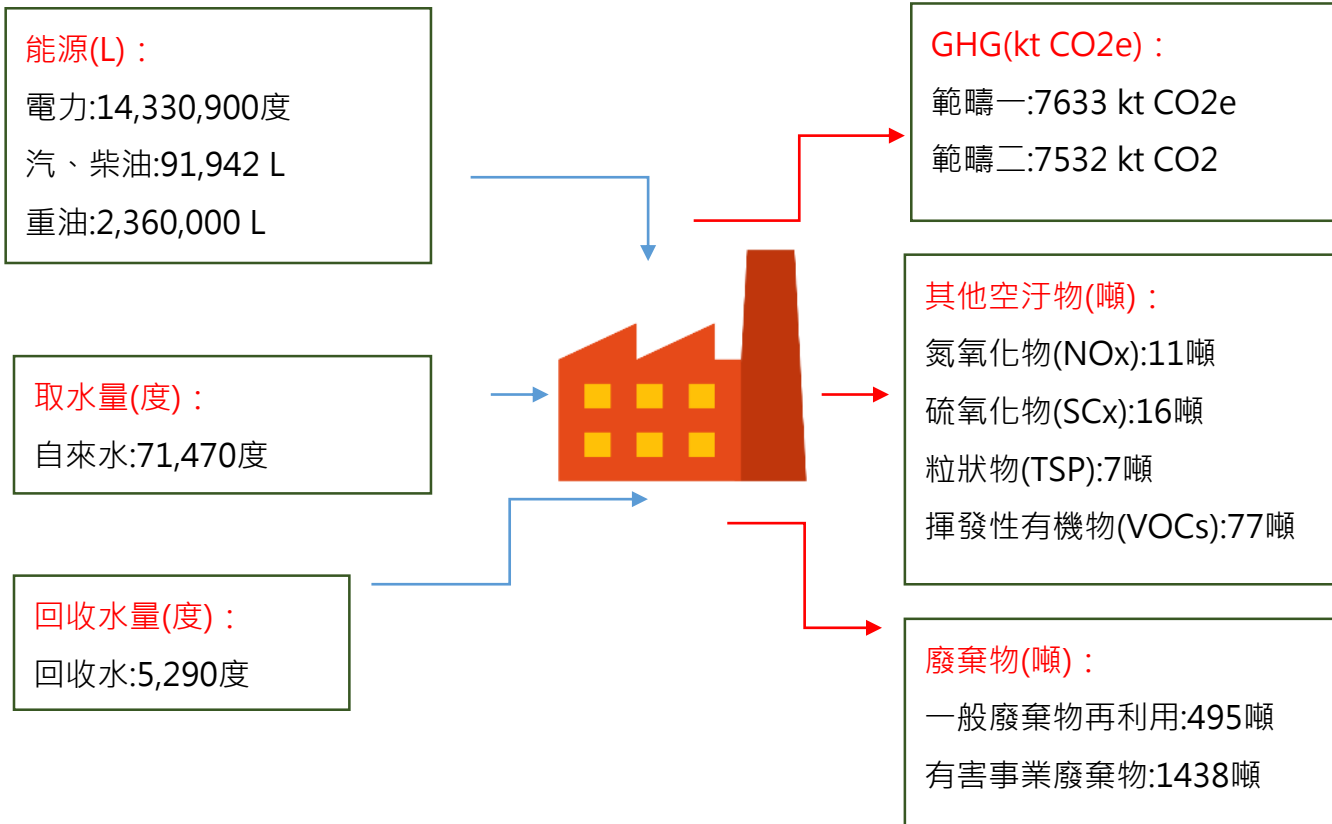 能源(L)：
電力:14,330,900度
汽、柴油:91,942 L
重油:2,360,000 L
取水量(度)：
自來水:71,470度
回收水量(度)：
回收水:5,290度
GHG(kt CO2e)：
範疇一:7633 kt CO2e
範疇二:7532 kt CO2
其他空汙物(噸)：
氮氧化物(NOx):11噸
硫氧化物(SCx):16噸
粒狀物(TSP):7噸
揮發性有機物(VOCs):77噸
廢棄物(噸)：
一般廢棄物再利用:495噸
有害事業廢棄物:1438噸